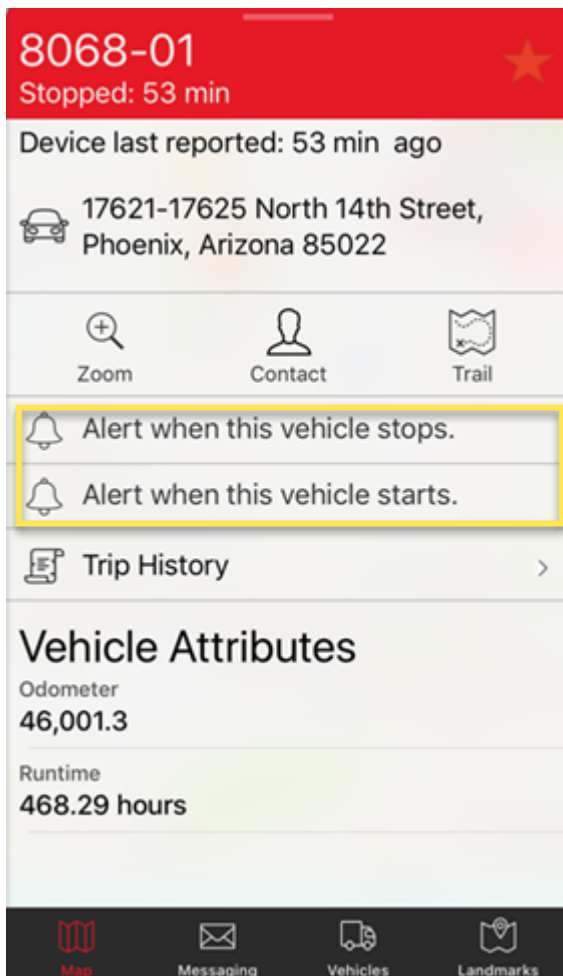 8068-01
Stopped: 53 min
Device last reported: 53 min ago
17621-17625 North 14th Street,
Phoenix, Arizona 85022
Zoom Contact Trail
Alert when this vehicle stops.
Alert when this vehicle starts.
Trip History
Vehicle Attributes
Odometer
46,001.3
Runtime
468.29 hours
Map Messaging Vehicles Landmarks